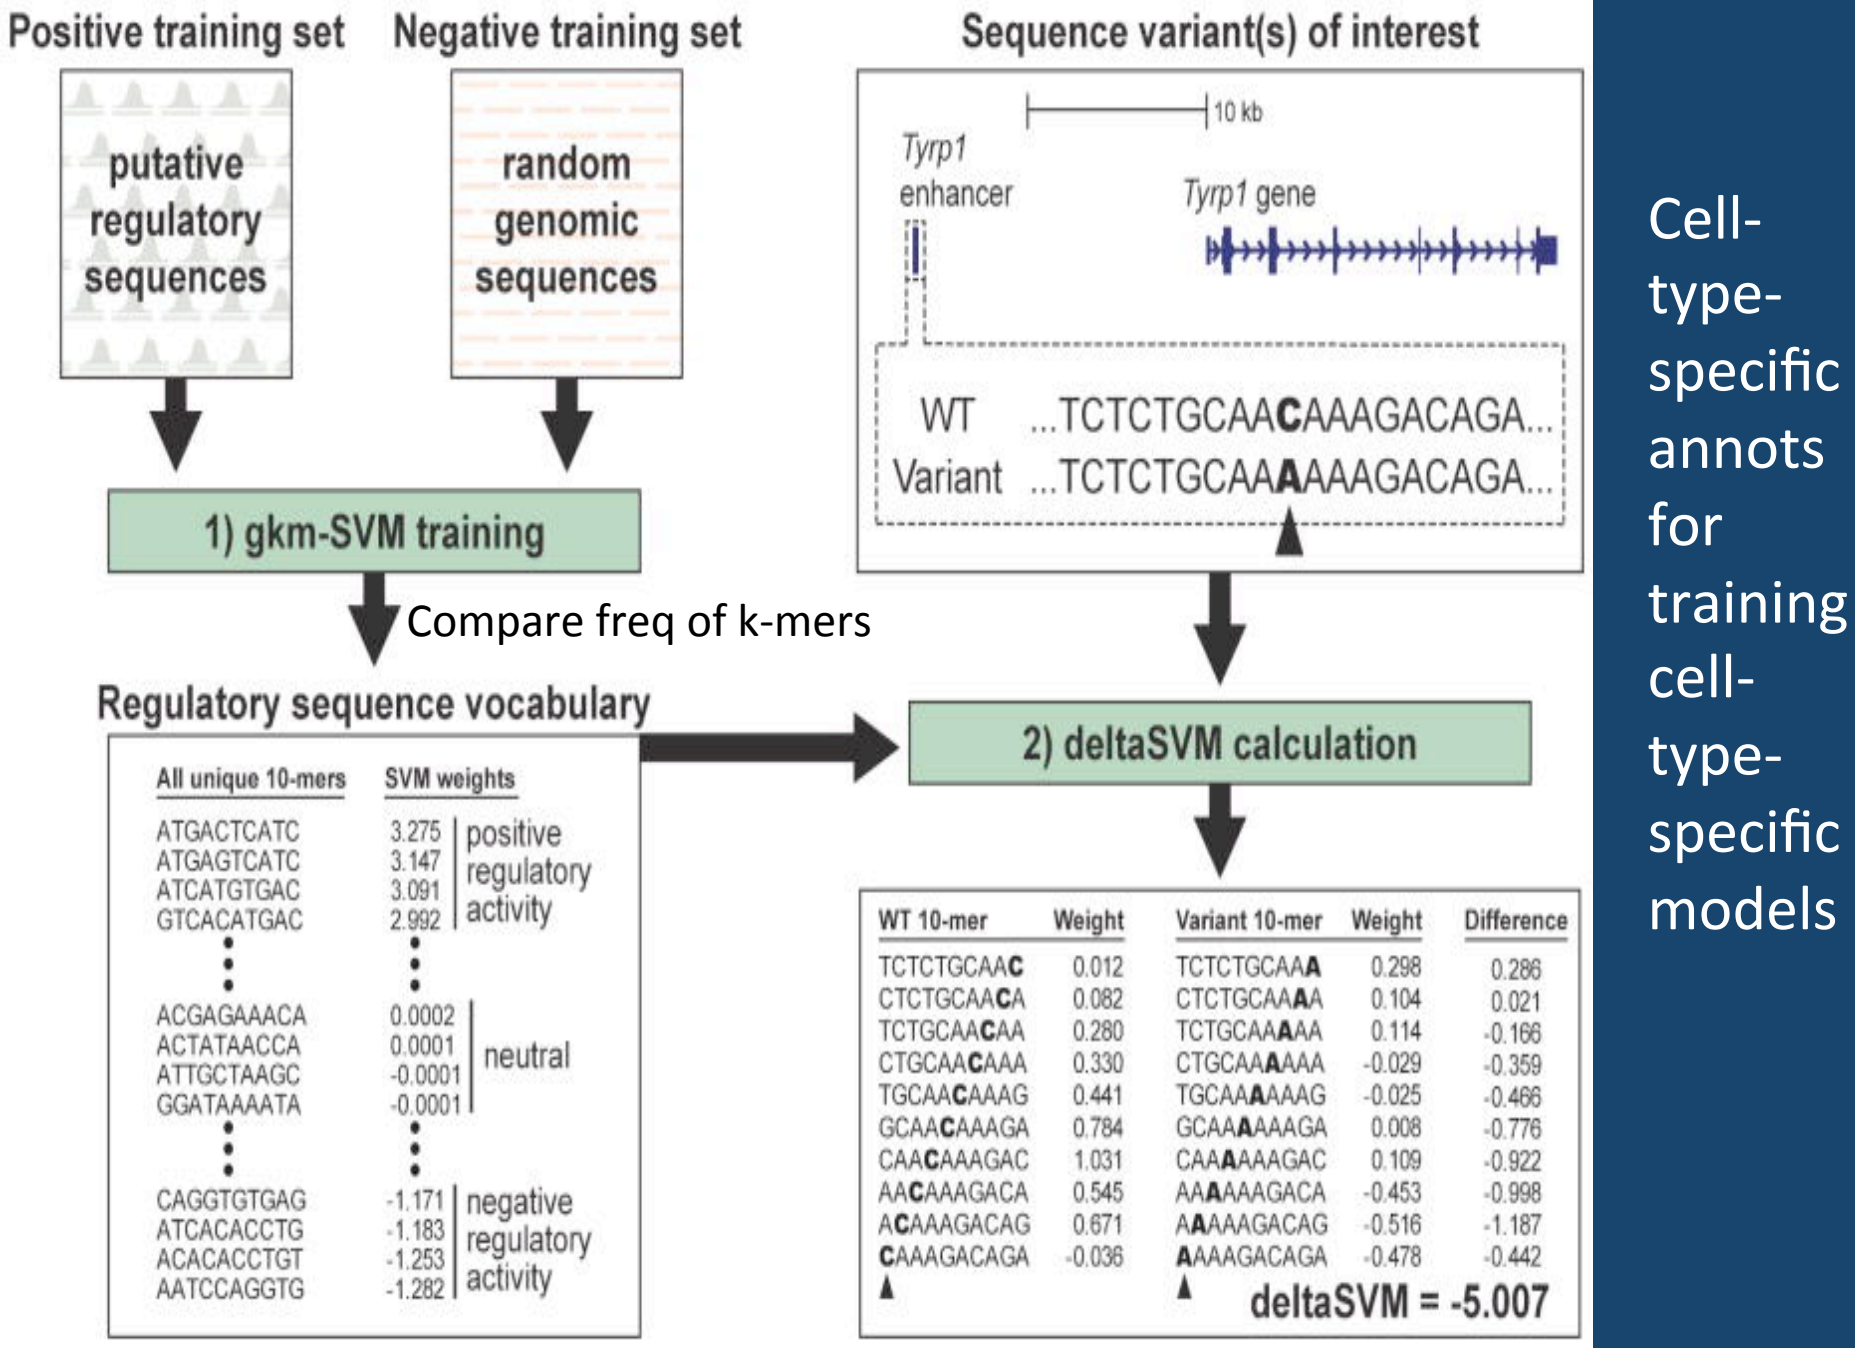 Positive training set
Negative training set
putative
regulatory
sequences
random
genomic
sequences
1) gkm-SVM training
Compare freq of k-mers
Regulatory sequence vocabulary
All unique 10-mers SVM weights
ATGACTCATC 3.275
ATGAGTCATC 3.147
ATCATGTGAC 3.091
GTCACATGAC 2.992
positive
regulatory
activity
ACGAGAAACA 0.0002
ACTATAACCA 0.0001
ATTGCTAAGC -0.0001
GGATAAAATA -0.0001
neutral
CAGGTGTGAG -1.171
ATCACACCTG -1.183
ACACACCTGT -1.253
AATCCAGGTG -1.282
negative
regulatory
activity
Sequence variant(s) of interest
10 kb
Tyrp1
enhancer
Tyrp1 gene
WT ...TCTCTGCAACAAAGACAGA...
Variant ...TCTCTGCAAAAAAGACAGA...
2) deltaSVM calculation
WT 10-mer Weight Variant 10-mer Weight Difference
TCTCTGCAAC 0.012 TCTCTGCAAA 0.298 0.286
CTCTGCAACA 0.082 CTCTGCAAAA 0.104 0.021
TCTGCAACAA 0.280 TCTGCAAAAA 0.114 -0.166
CTGCAACAAA 0.330 CTGCAAAAAA -0.029 -0.359
TGCAACAAAG 0.441 TGCAAAAAAG -0.025 -0.466
GCAACAAAGA 0.784 GCAAAAAAGA 0.008 -0.776
CAACAAAGAC 1.031 CAAAAAAGAC 0.109 -0.922
AACAAAGACA 0.545 AAAAAAGACA -0.453 -0.998
ACAAAGACAG 0.671 AAAAAGACAG -0.516 -1.187
CAAAGACAGA -0.036 AAAAGACAGA -0.478 -0.442
deltaSVM = -5.007
Cell-
type-
specific
annots
for
training
cell-
type-
specific
models